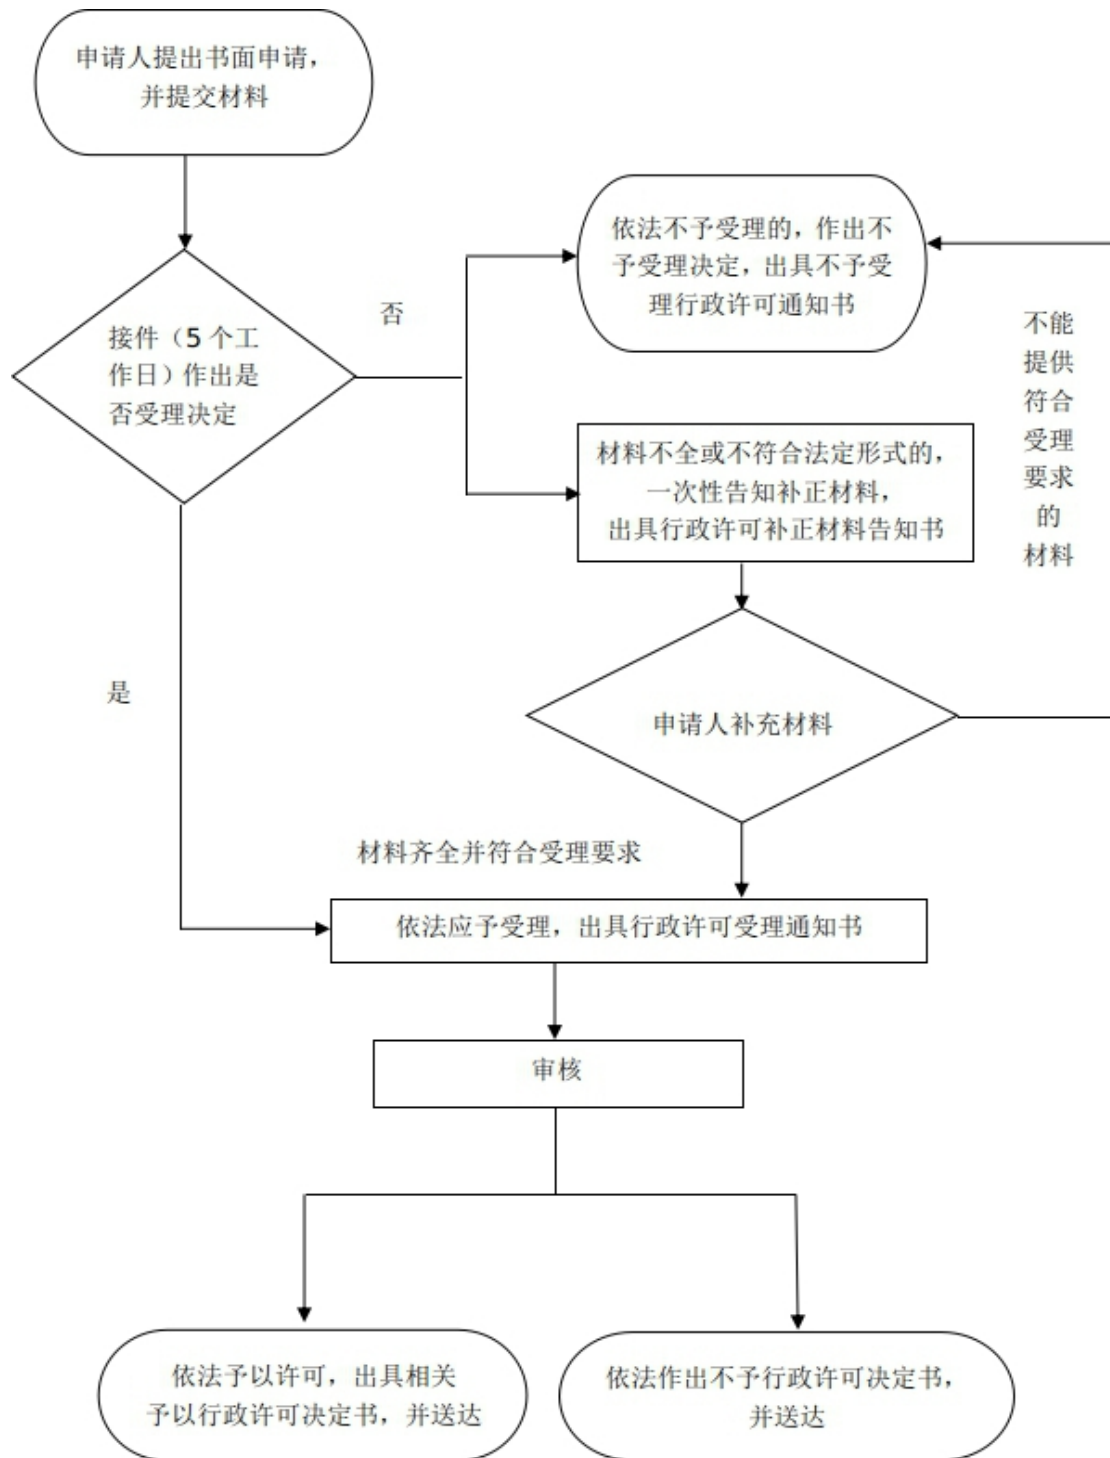 申请人提出书面申请，
并提交材料
依法不予受理的，作出不
予受理决定，出具不予受
理行政许可通知书
否
接件（5 个工
作日）作出是
否受理决定
不能
提供
符合
受理
要求
的
材料
材料不全或不符合法定形式的，
一次性告知补正材料，
出具行政许可补正材料告知书
是
申请人补充材料
材料齐全并符合受理要求
依法应予受理，出具行政许可受理通知书
审核
依法予以许可，出具相关
予以行政许可决定书，并送达
依法作出不予行政许可决定书，
并送达